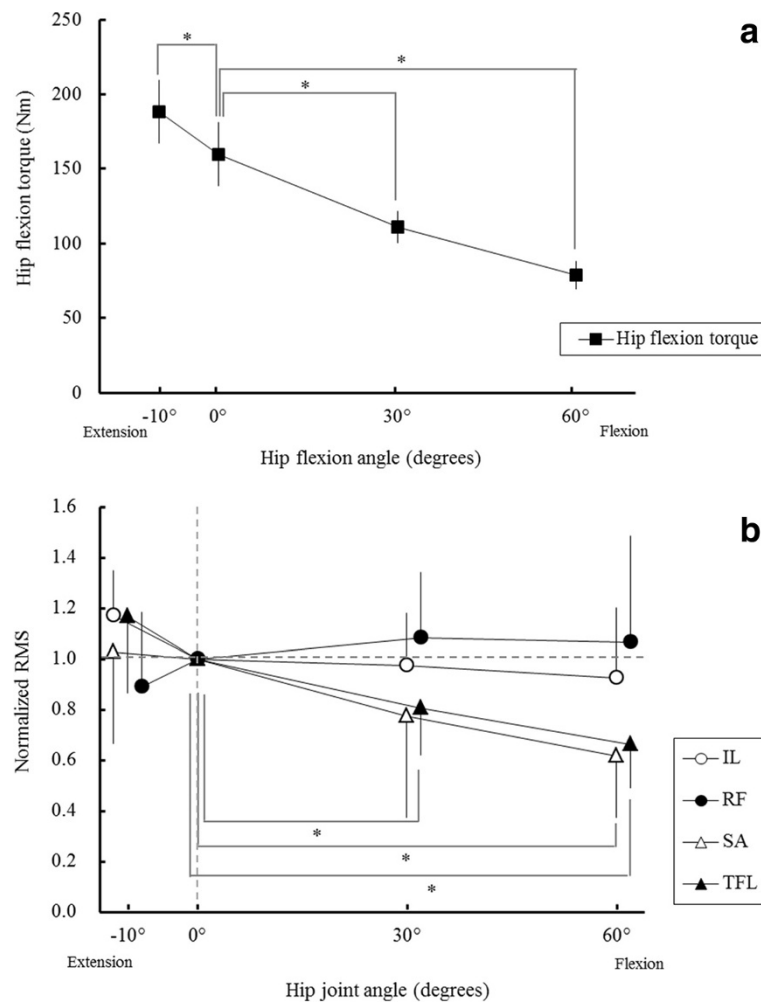 a
250
200
150
100
50
0
Hip flexion torque (Nm)
*
*
*
Hip flexion torque
-10° 0° 30° 60°
Extension Flexion
Hip flexion angle (degrees)
b
1.6
1.4
1.2
1.0
0.8
0.6
0.4
0.2
0.0
Normalized RMS
*
*
*
IL
RF
SA
TFL
-10° 0° 30° 60°
Extension Flexion
Hip joint angle (degrees)